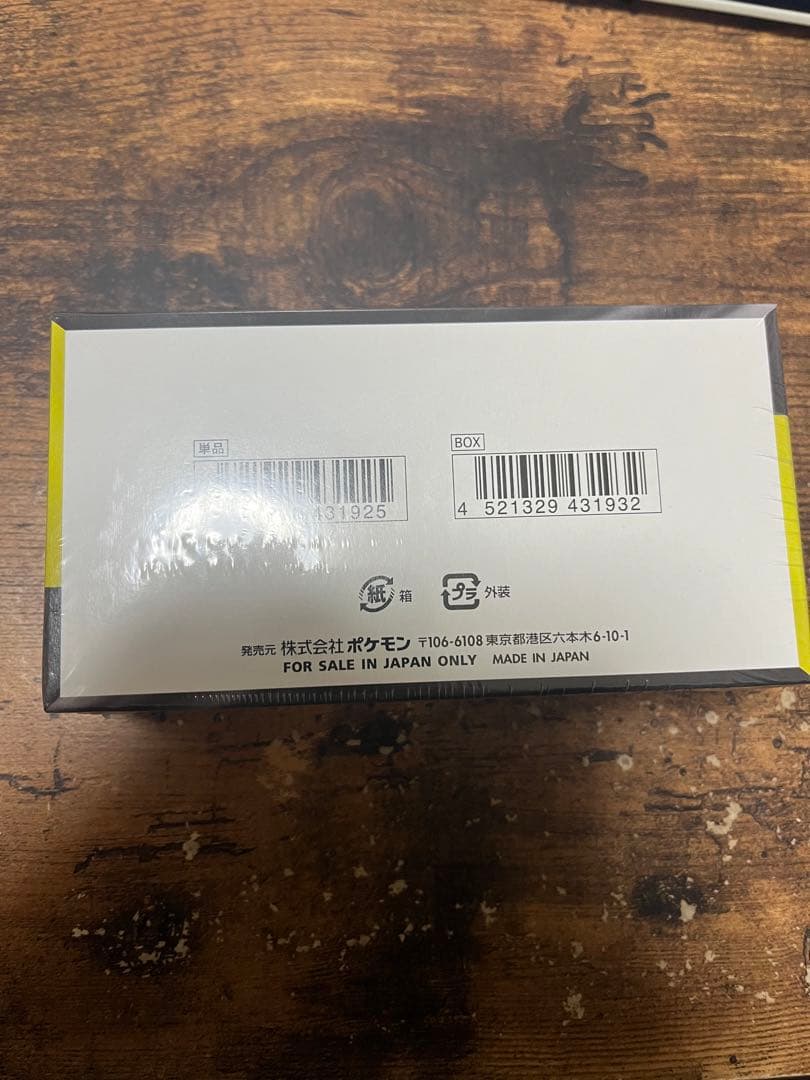 単品
431925
BOX
4 521329 431932
紙 箱
プラ 外装
発売元 株式会社ポケモン 〒106-6108 東京都港区六本木6-10-1
FOR SALE IN JAPAN ONLY MADE IN JAPAN